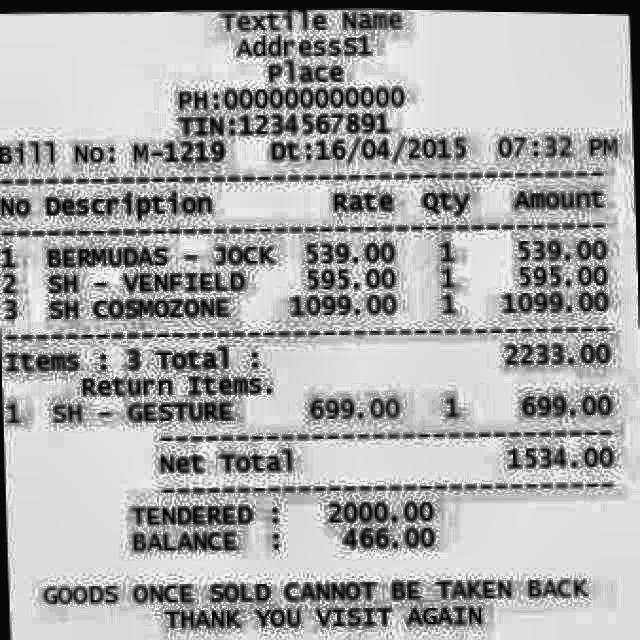 Textile Name
AddressS1
Place
PH:000000000000
TIN:1234567891
Bill No: M-1219 Dt:16/04/2015 07:32 PM
No Description Rate Qty Amount
1 BERMUDAS - JOCK 539.00 1 539.00
2 SH - VENFIELD 595.00 1 595.00
3 SH COSMOZONE 1099.00 1 1099.00
Items : 3 Total : 2233.00
Return Items.
1 SH - GESTURE 699.00 1 699.00
Net Total 1534.00
TENDERED : 2000.00
BALANCE : 466.00
GOODS ONCE SOLD CANNOT BE TAKEN BACK
THANK YOU VISIT AGAIN